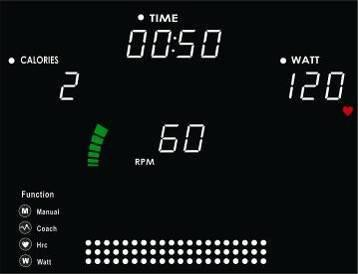 TIME
00:50
CALORIES
WATT
2
120
60
RPM
Function
M Manual
Coach
Hrc
W Watt